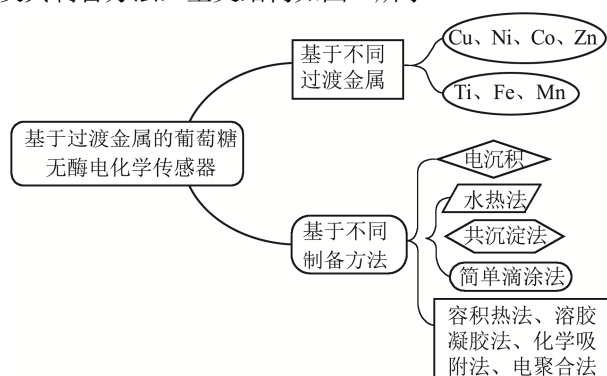 基于不同
过渡金属
Cu、Ni、Co、Zn
Ti、Fe、Mn
基于过渡金属的葡萄糖
无酶电化学传感器
基于不同
制备方法
电沉积
水热法
共沉淀法
简单滴涂法
容积热法、溶胶
凝胶法、化学吸
附法、电聚合法